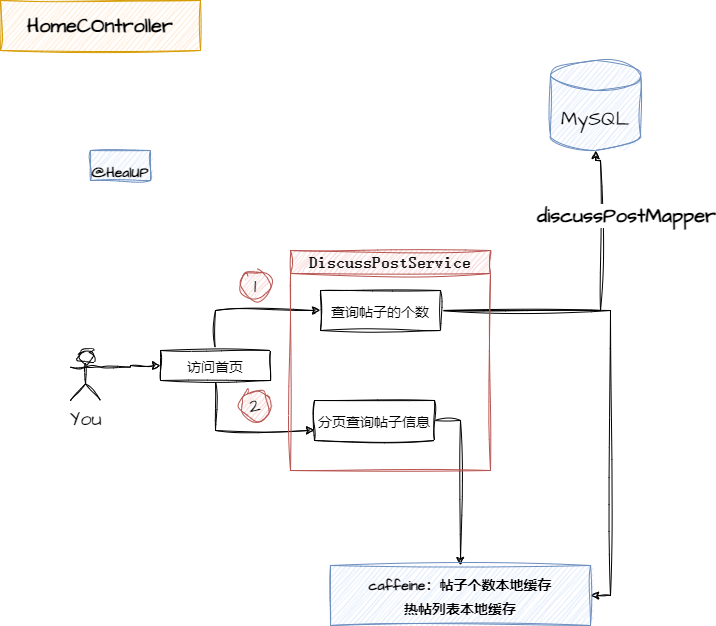 HomeCOntroller
MySQL
@HealUP
discussPostMapper
DiscussPostService
1
查询帖子的个数
访问首页
2
You
分页查询帖子信息
caffeine：帖子个数本地缓存
热帖列表本地缓存